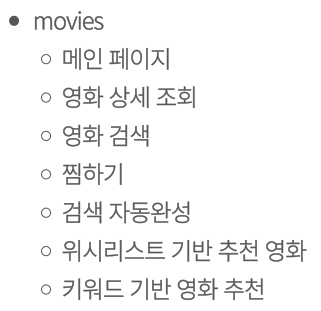 movies
메인 페이지
영화 상세 조회
영화 검색
찜하기
검색 자동완성
위시리스트 기반 추천 영화
키워드 기반 영화 추천